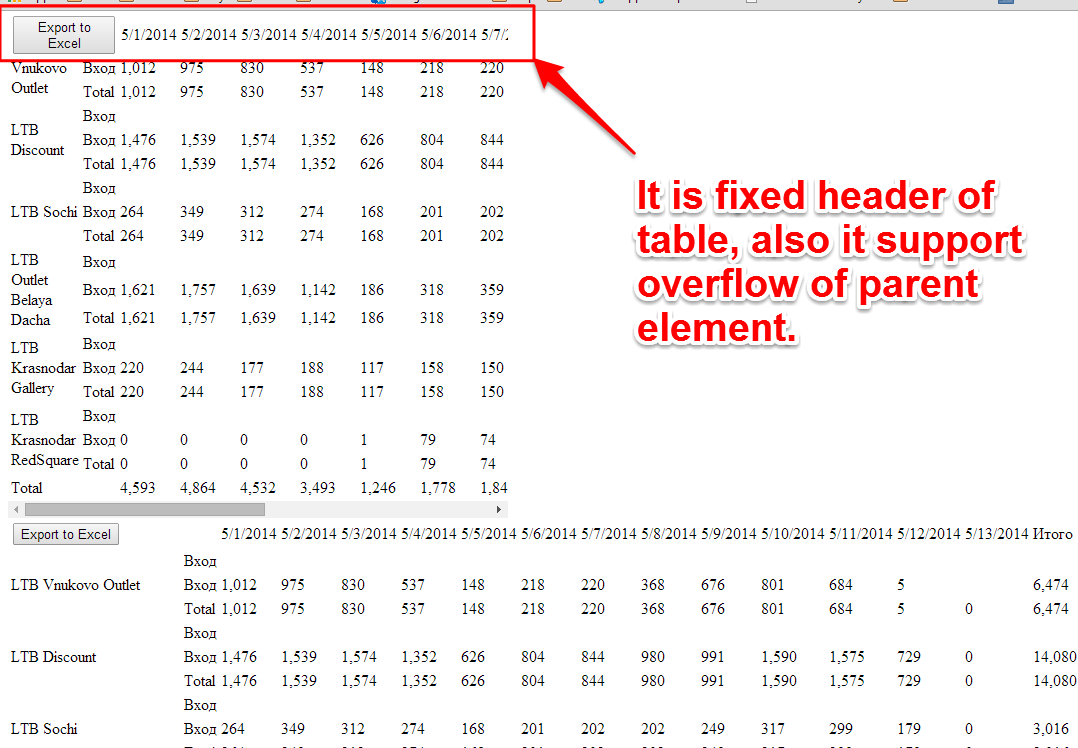 Export to Excel 5/1/2014 5/2/2014 5/3/2014 5/4/2014 5/5/2014 5/6/2014 5/7/
Vnukovo Outlet Вход 1,012 975 830 537 148 218 220
Total 1,012 975 830 537 148 218 220
Вход
LTB Discount Вход 1,476 1,539 1,574 1,352 626 804 844
Total 1,476 1,539 1,574 1,352 626 804 844
Вход
LTB Sochi Вход 264 349 312 274 168 201 202
Total 264 349 312 274 168 201 202
Вход
LTB Outlet Belaya Dacha Вход 1,621 1,757 1,639 1,142 186 318 359
Total 1,621 1,757 1,639 1,142 186 318 359
Вход
LTB Krasnodar Gallery Вход 220 244 177 188 117 158 150
Total 220 244 177 188 117 158 150
Вход
LTB Krasnodar RedSquare Вход 0 0 0 0 1 79 74
Total 0 0 0 0 1 79 74
Total 4,593 4,864 4,532 3,493 1,246 1,778 1,84
It is fixed header of
table, also it support
overflow of parent
element.
Export to Excel 5/1/2014 5/2/2014 5/3/2014 5/4/2014 5/5/2014 5/6/2014 5/7/2014 5/8/2014 5/9/2014 5/10/2014 5/11/2014 5/12/2014 5/13/2014 Итого
Вход
LTB Vnukovo Outlet Вход 1,012 975 830 537 148 218 220 368 676 801 684 5 6,474
Total 1,012 975 830 537 148 218 220 368 676 801 684 5 0 6,474
Вход
LTB Discount Вход 1,476 1,539 1,574 1,352 626 804 844 980 991 1,590 1,575 729 0 14,080
Total 1,476 1,539 1,574 1,352 626 804 844 980 991 1,590 1,575 729 0 14,080
Вход
LTB Sochi Вход 264 349 312 274 168 201 202 202 249 317 299 179 0 3,016